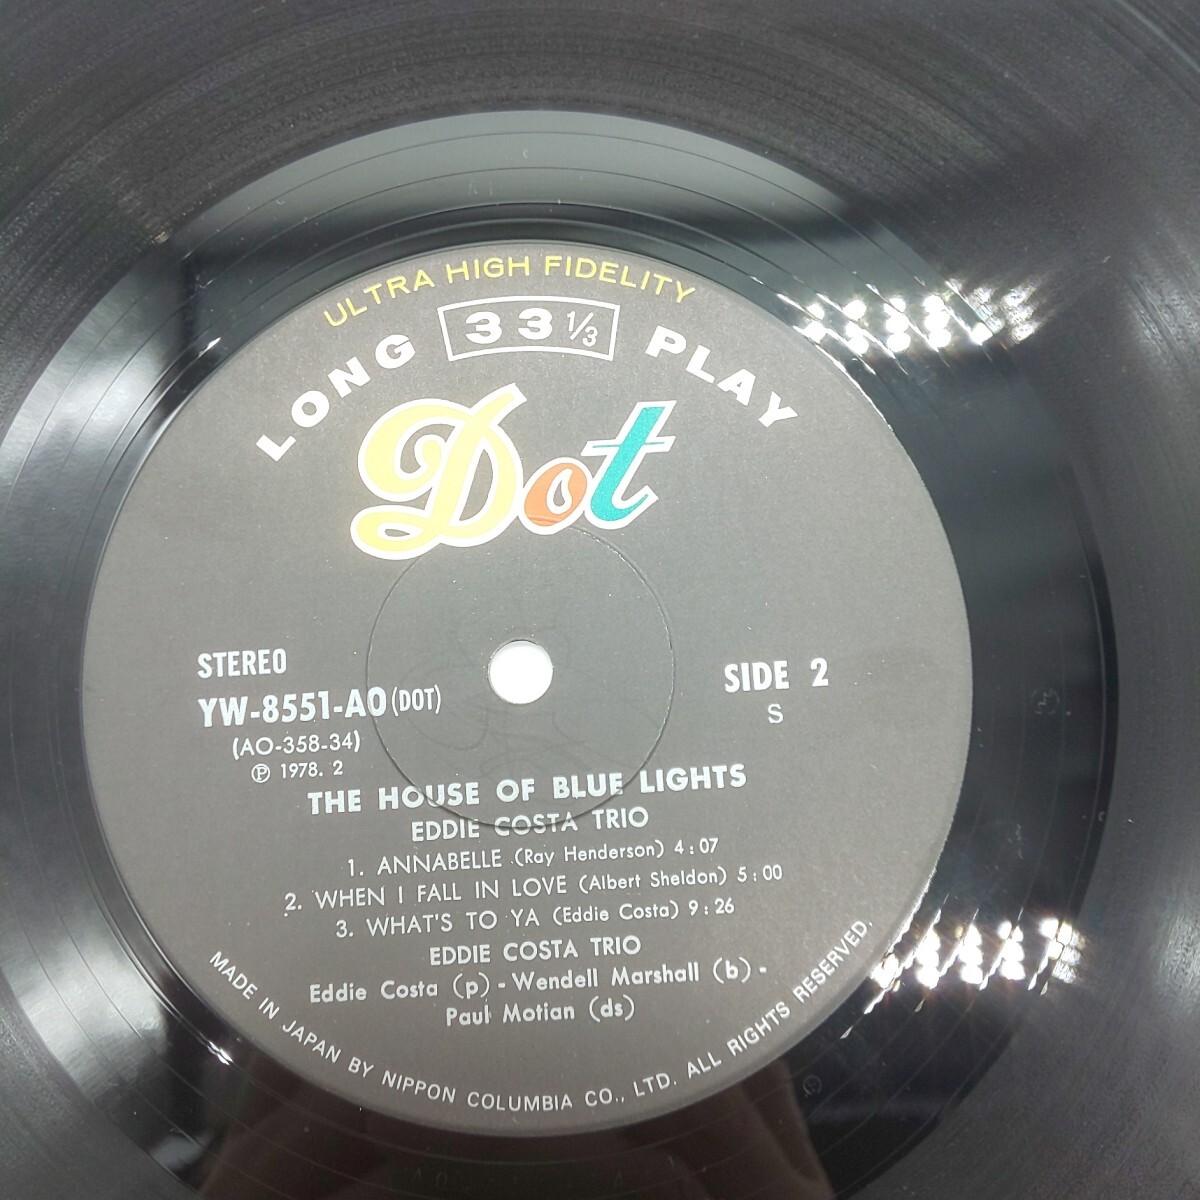 ULTRA HIGH FIDELITY
LONG 33 1/3 PLAY
Dot
STEREO
YW-8551-AO (DOT)
(AO-358-34)
Ⓟ 1978. 2
SIDE 2
S
THE HOUSE OF BLUE LIGHTS
EDDIE COSTA TRIO
1. ANNABELLE (Ray Henderson) 4:07
2. WHEN I FALL IN LOVE (Albert Sheldon) 5:00
3. WHAT'S TO YA (Eddie Costa) 9:26
EDDIE COSTA TRIO
Eddie Costa (p) - Wendell Marshall (b) -
Paul Motian (ds)
MADE IN JAPAN BY NIPPON COLUMBIA CO., LTD. ALL RIGHTS RESERVED.